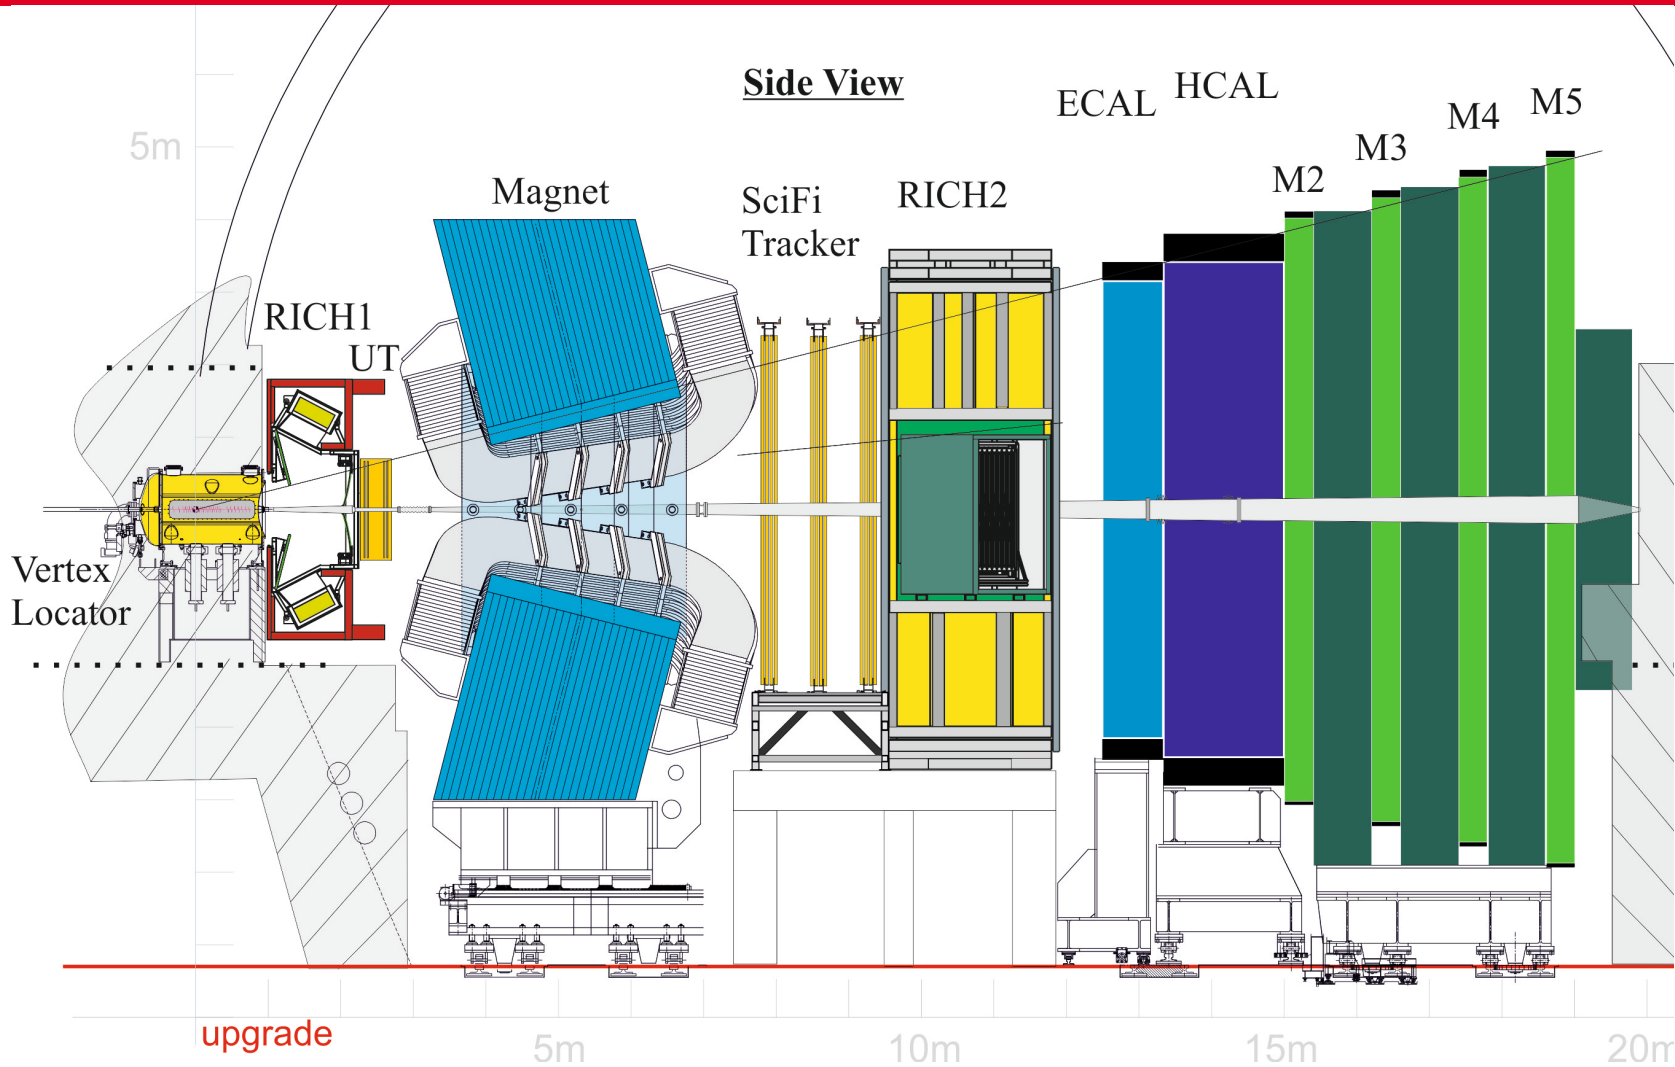 Side View
ECAL
HCAL
M5
M4
M3
M2
5m
Magnet
SciFi
Tracker
RICH2
RICH1
UT
Vertex
Locator
upgrade
5m
10m
15m
20m